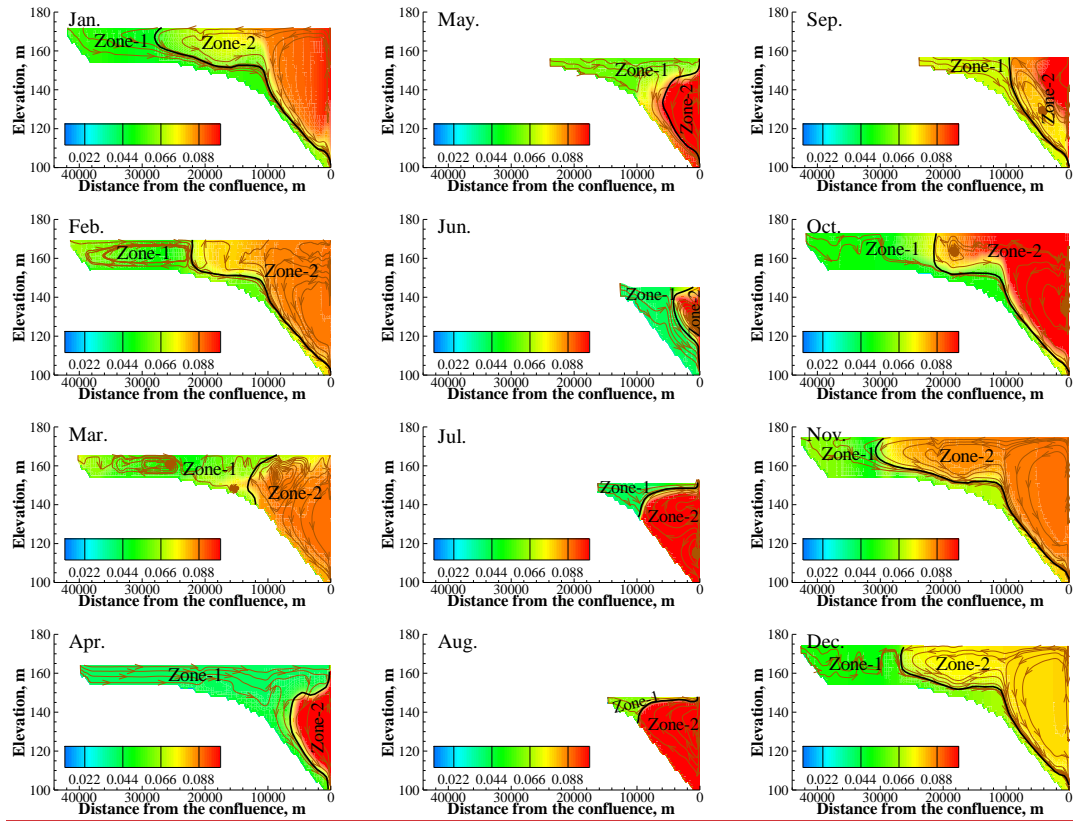 Jan.
180
160
140
120
100
Elevation, m
Zone-1
Zone-2
0.022 0.044 0.066 0.088
40000 30000 20000 10000 0
Distance from the confluence, m
May.
180
160
140
120
100
Elevation, m
Zone-1
Zone-2
0.022 0.044 0.066 0.088
40000 30000 20000 10000 0
Distance from the confluence, m
Sep.
180
160
140
120
100
Elevation, m
Zone-1
Zone-2
0.022 0.044 0.066 0.088
40000 30000 20000 10000 0
Distance from the confluence, m
Feb.
180
160
140
120
100
Elevation, m
Zone-1
Zone-2
0.022 0.044 0.066 0.088
40000 30000 20000 10000 0
Distance from the confluence, m
Jun.
180
160
140
120
100
Elevation, m
Zone-1
Zone-2
0.022 0.044 0.066 0.088
40000 30000 20000 10000 0
Distance from the confluence, m
Oct.
180
160
140
120
100
Elevation, m
Zone-1
Zone-2
0.022 0.044 0.066 0.088
40000 30000 20000 10000 0
Distance from the confluence, m
Mar.
180
160
140
120
100
Elevation, m
Zone-1
Zone-2
0.022 0.044 0.066 0.088
40000 30000 20000 10000 0
Distance from the confluence, m
Jul.
180
160
140
120
100
Elevation, m
Zone-1
Zone-2
0.022 0.044 0.066 0.088
40000 30000 20000 10000 0
Distance from the confluence, m
Nov.
180
160
140
120
100
Elevation, m
Zone-1
Zone-2
0.022 0.044 0.066 0.088
40000 30000 20000 10000 0
Distance from the confluence, m
Apr.
180
160
140
120
100
Elevation, m
Zone-1
Zone-2
0.022 0.044 0.066 0.088
40000 30000 20000 10000 0
Distance from the confluence, m
Aug.
180
160
140
120
100
Elevation, m
Zone-1
Zone-2
0.022 0.044 0.066 0.088
40000 30000 20000 10000 0
Distance from the confluence, m
Dec.
180
160
140
120
100
Elevation, m
Zone-1
Zone-2
0.022 0.044 0.066 0.088
40000 30000 20000 10000 0
Distance from the confluence, m